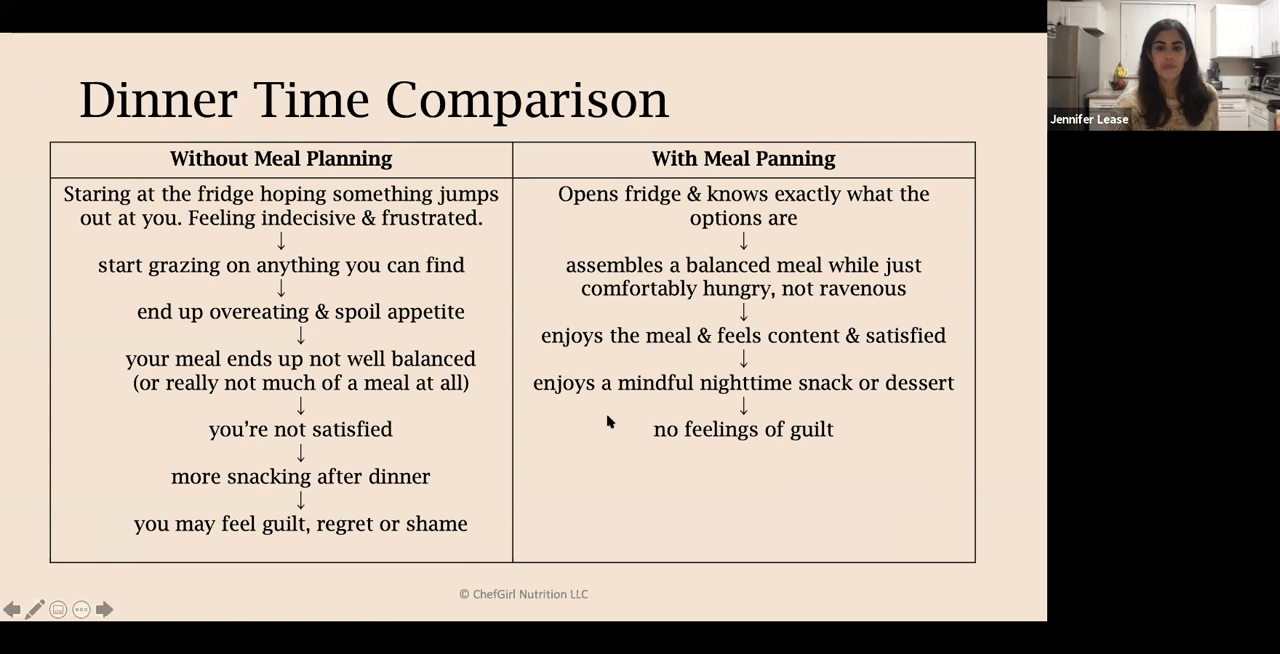 Dinner Time Comparison
Without Meal Planning
Staring at the fridge hoping something jumps
out at you. Feeling indecisive & frustrated.
↓
start grazing on anything you can find
↓
end up overeating & spoil appetite
↓
your meal ends up not well balanced
(or really not much of a meal at all)
↓
you're not satisfied
↓
more snacking after dinner
↓
you may feel guilt, regret or shame
With Meal Panning
Opens fridge & knows exactly what the
options are
↓
assembles a balanced meal while just
comfortably hungry, not ravenous
↓
enjoys the meal & feels content & satisfied
↓
enjoys a mindful nighttime snack or dessert
↓
no feelings of guilt
© ChefGirl Nutrition LLC
Jennifer Lease